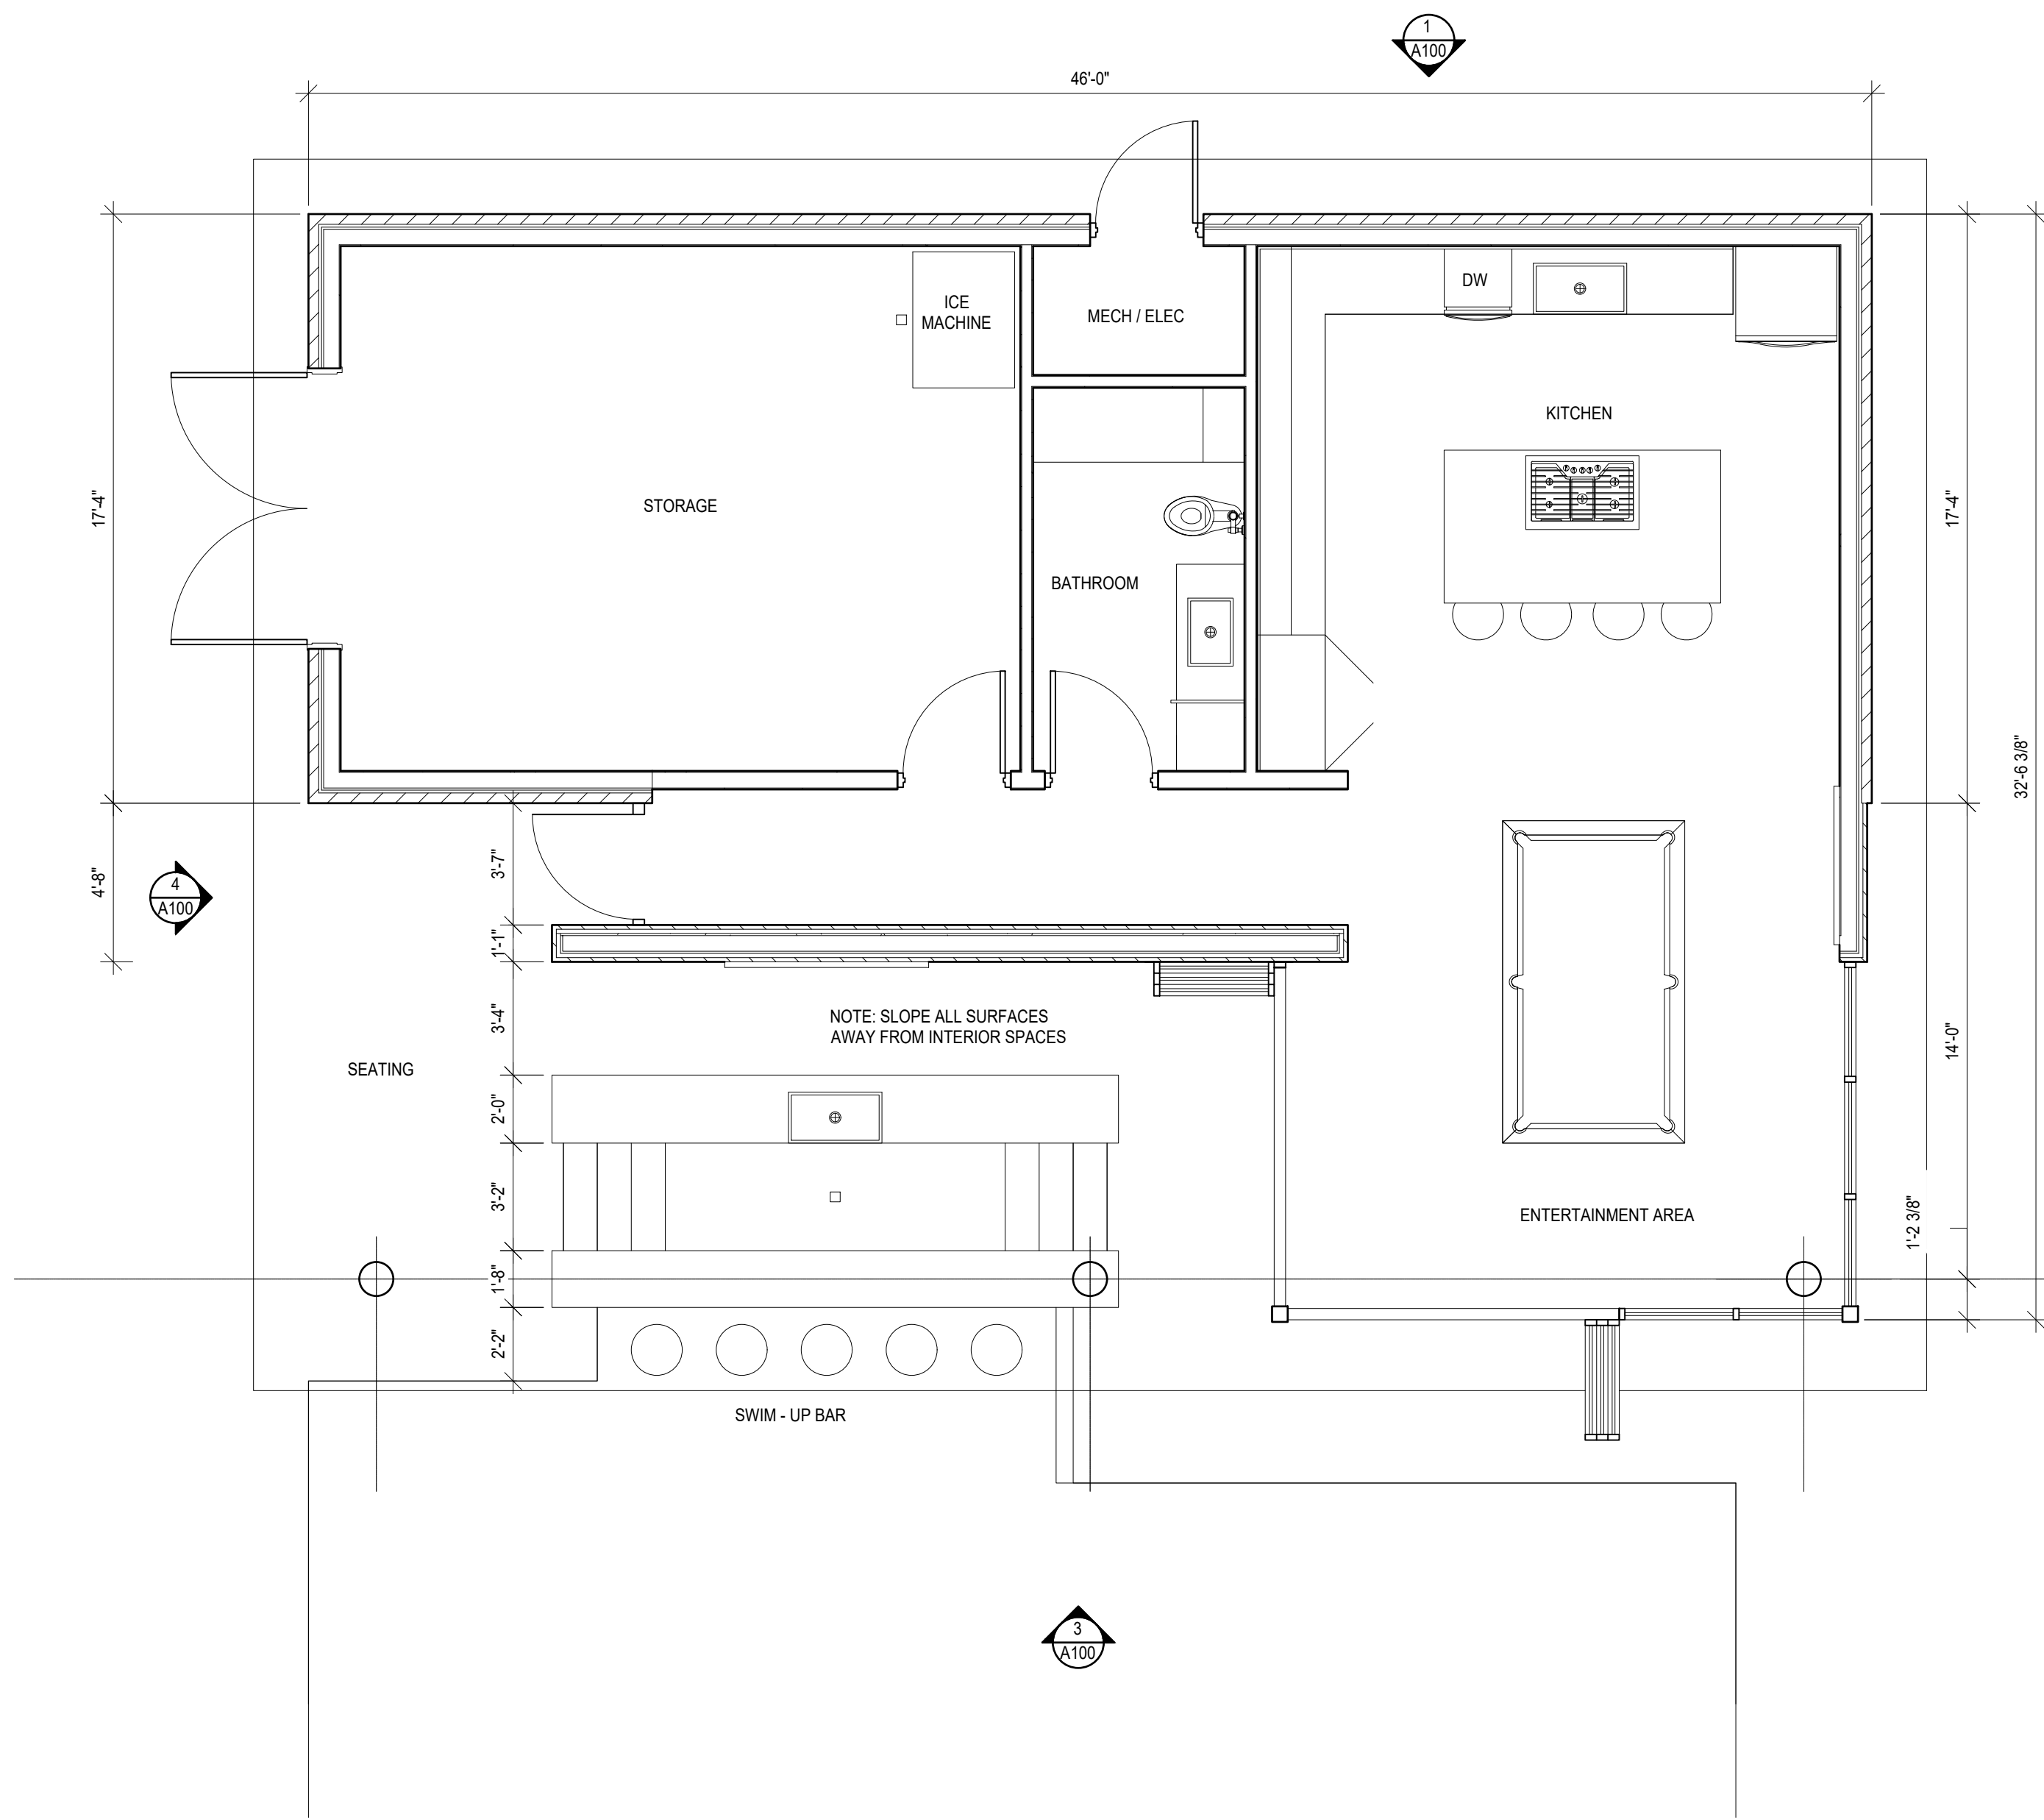 1
A100
46'-0"
ICE
MACHINE
MECH / ELEC
DW
KITCHEN
17'-4"
STORAGE
17'-4"
BATHROOM
32'-6 3/8"
3'-7"
4'-8"
4
A100
1'-1"
3'-4"
NOTE: SLOPE ALL SURFACES
AWAY FROM INTERIOR SPACES
14'-0"
SEATING
2'-0"
3'-2"
ENTERTAINMENT AREA
1'-2 3/8"
1'-8"
2'-2"
SWIM - UP BAR
3
A100